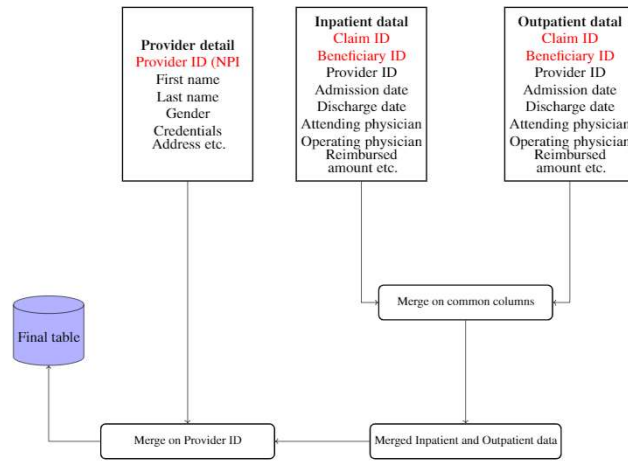 Provider detail
Provider ID (NPI
First name
Last name
Gender
Credentials
Address etc.
Inpatient datal
Claim ID
Beneficiary ID
Provider ID
Admission date
Discharge date
Attending physician
Operating physician
Reimbursed
amount etc.
Outpatient datal
Claim ID
Beneficiary ID
Provider ID
Admission date
Discharge date
Attending physician
Operating physician
Reimbursed
amount etc.
Merge on common columns
Final table
Merge on Provider ID
Merged Inpatient and Outpatient data